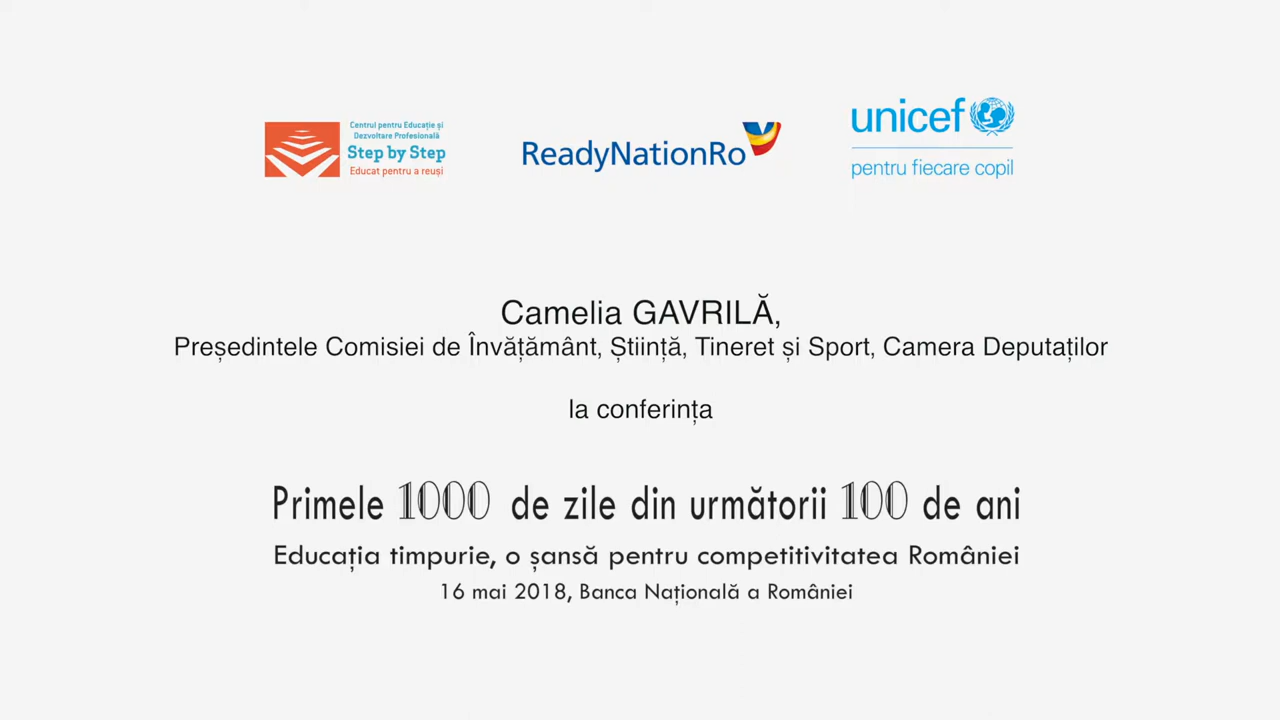 Centrul pentru Educație și
Dezvoltare Profesională
Step by Step
Educat pentru a reuși
ReadyNationRo
unicef
pentru fiecare copil
Camelia GAVRILĂ,
Președintele Comisiei de Învățământ, Știință, Tineret și Sport, Camera Deputaților
la conferința
Primele 1000 de zile din următorii 100 de ani
Educația timpurie, o șansă pentru competitivitatea României
16 mai 2018, Banca Națională a României